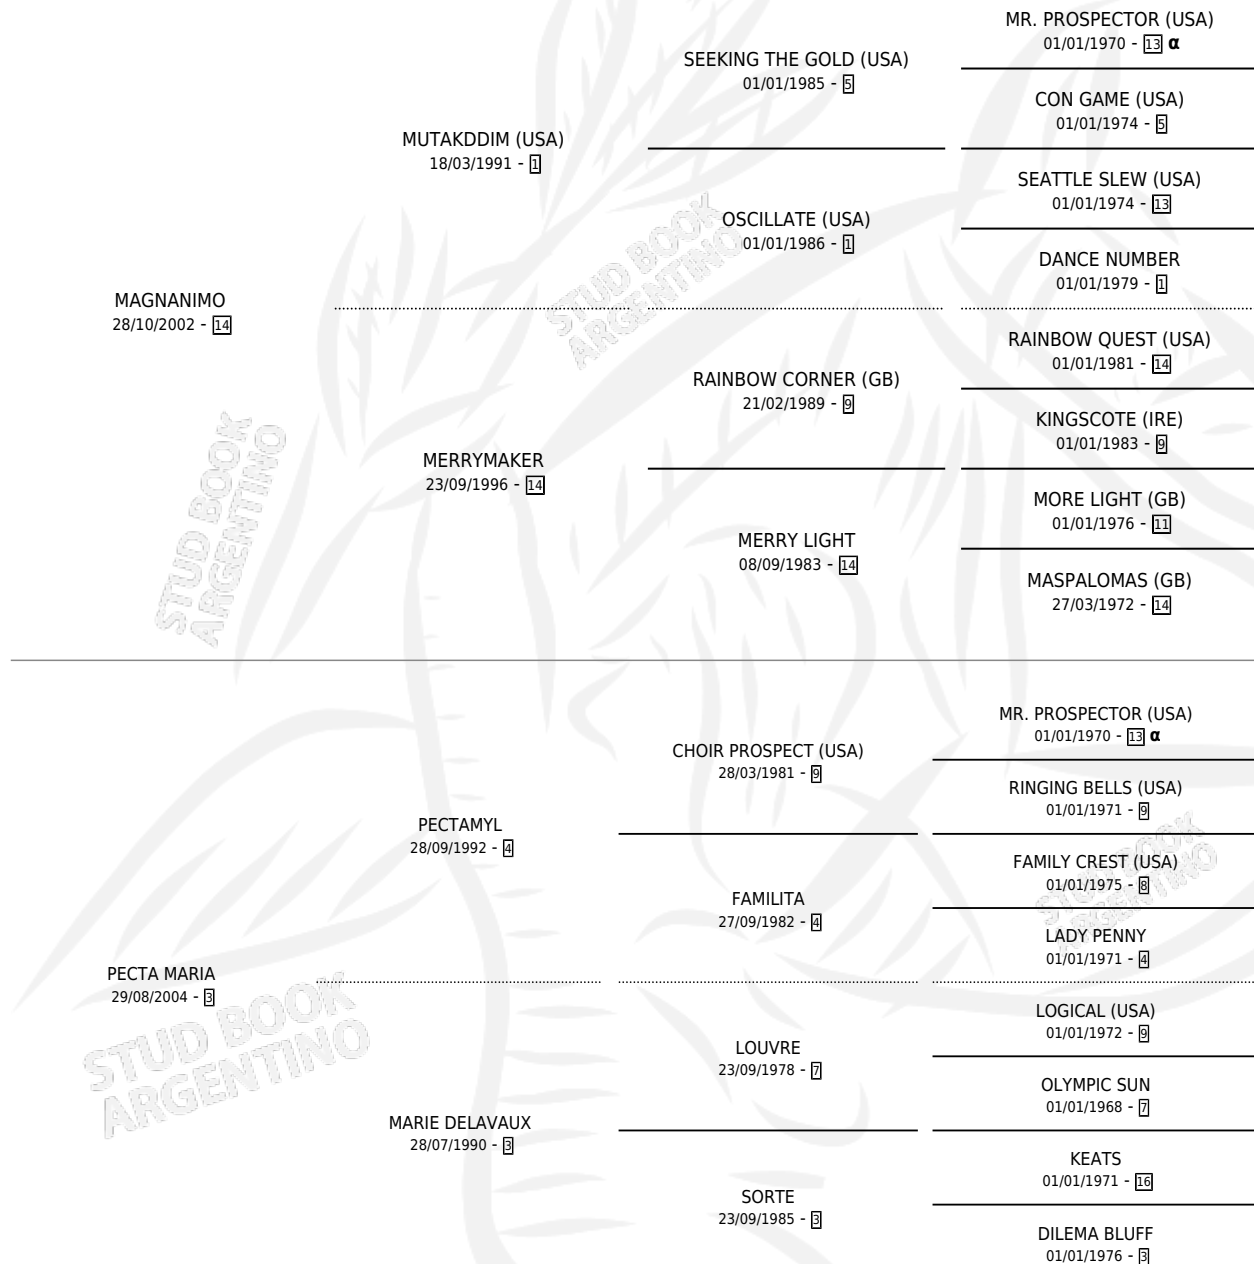 MR. PROSPECTOR (USA)
01/01/1970 - 13 α
SEEKING THE GOLD (USA)
01/01/1985 - 5
CON GAME (USA)
01/01/1974 - 5
MUTAKDDIM (USA)
18/03/1991 - 1
SEATTLE SLEW (USA)
01/01/1974 - 13
OSCILLATE (USA)
01/01/1986 - 1
DANCE NUMBER
01/01/1979 - 1
MAGNANIMO
28/10/2002 - 14
RAINBOW QUEST (USA)
01/01/1981 - 14
RAINBOW CORNER (GB)
21/02/1989 - 9
KINGSCOTE (IRE)
01/01/1983 - 9
MERRYMAKER
23/09/1996 - 14
MORE LIGHT (GB)
01/01/1976 - 11
MERRY LIGHT
08/09/1983 - 14
MASPALOMAS (GB)
27/03/1972 - 14
MR. PROSPECTOR (USA)
01/01/1970 - 13 α
CHOIR PROSPECT (USA)
28/03/1981 - 9
RINGING BELLS (USA)
01/01/1971 - 9
PECTAMYL
28/09/1992 - 4
FAMILY CREST (USA)
01/01/1975 - 8
FAMILITA
27/09/1982 - 4
LADY PENNY
01/01/1971 - 4
PECTA MARIA
29/08/2004 - 3
LOGICAL (USA)
01/01/1972 - 9
LOUVRE
23/09/1978 - 7
OLYMPIC SUN
01/01/1968 - 7
MARIE DELAVAUX
28/07/1990 - 3
KEATS
01/01/1971 - 16
SORTE
23/09/1985 - 3
DILEMA BLUFF
01/01/1976 - 3
STUD BOOK
ARGENTINO
STUD BOOK
ARGENTINO
STUD BOOK
ARGENTINO
STUD BOOK
ARGENTINO